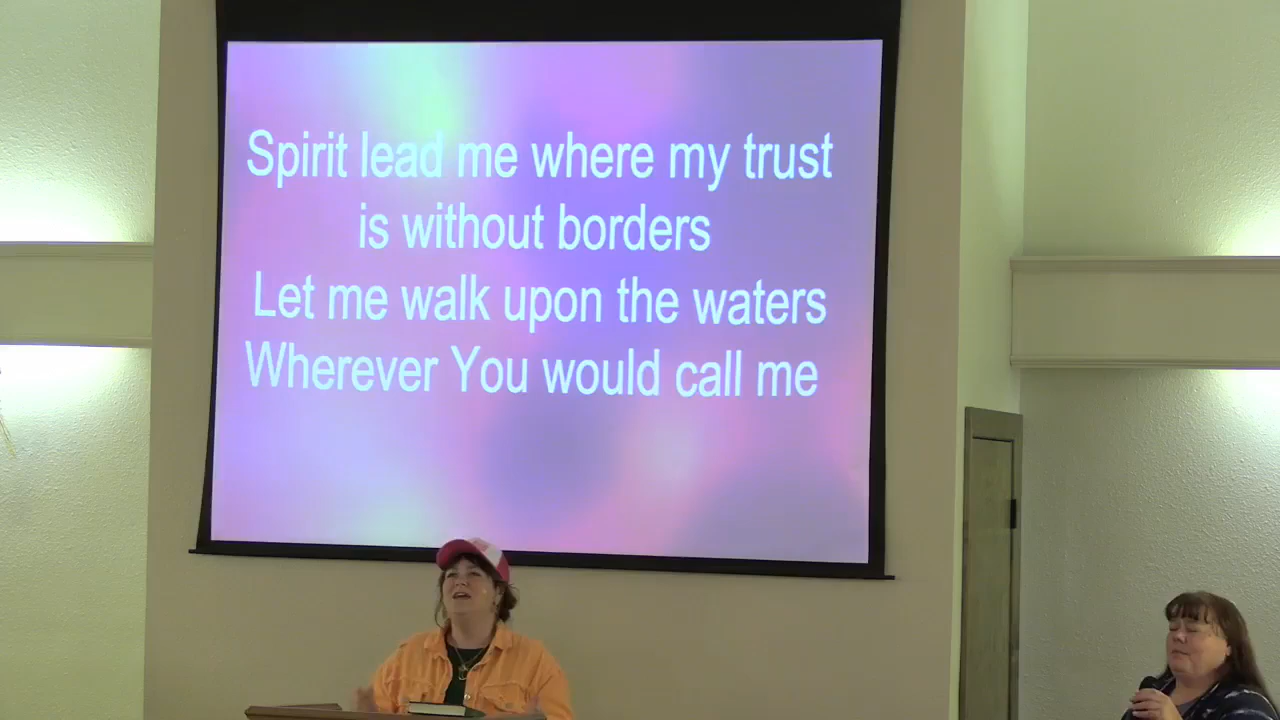 Spirit lead me where my trust
is without borders
Let me walk upon the waters
Wherever You would call me